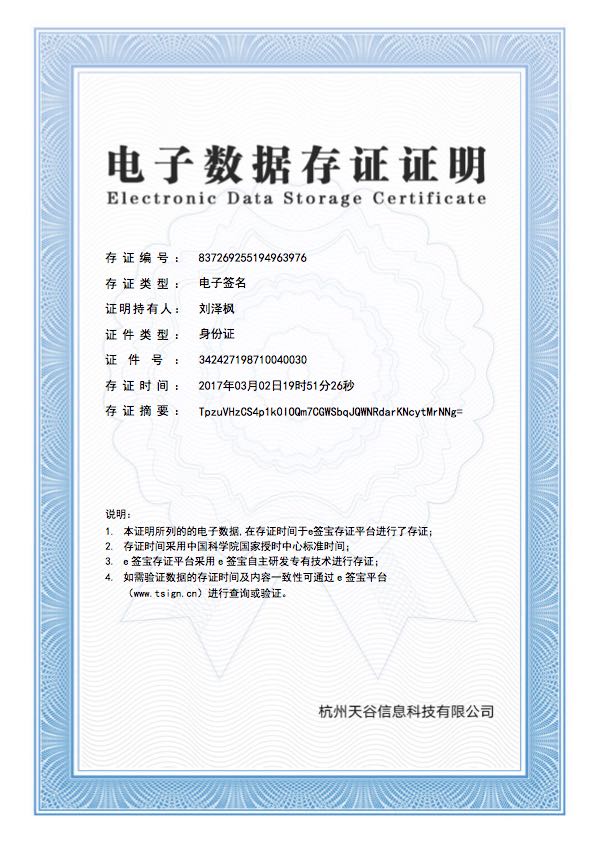 电子数据存证证明
Electronic Data Storage Certificate
存证编号： 837269255194963976
存证类型： 电子签名
证明持有人： 刘泽枫
证件类型： 身份证
证件号： 342427198710040030
存证时间： 2017年03月02日19时51分26秒
存证摘要： TpzuVHzCS4p1kOIOQm7CGWSbqJQWNRdarKNcytMrNNg=
说明：
1. 本证明所列的的电子数据,在存证时间于e签宝存证平台进行了存证；
2. 存证时间采用中国科学院国家授时中心标准时间；
3. e 签宝存证平台采用 e 签宝自主研发专有技术进行存证；
4. 如需验证数据的存证时间及内容一致性可通过 e 签宝平台
（www.tsign.cn）进行查询或验证。
杭州天谷信息科技有限公司